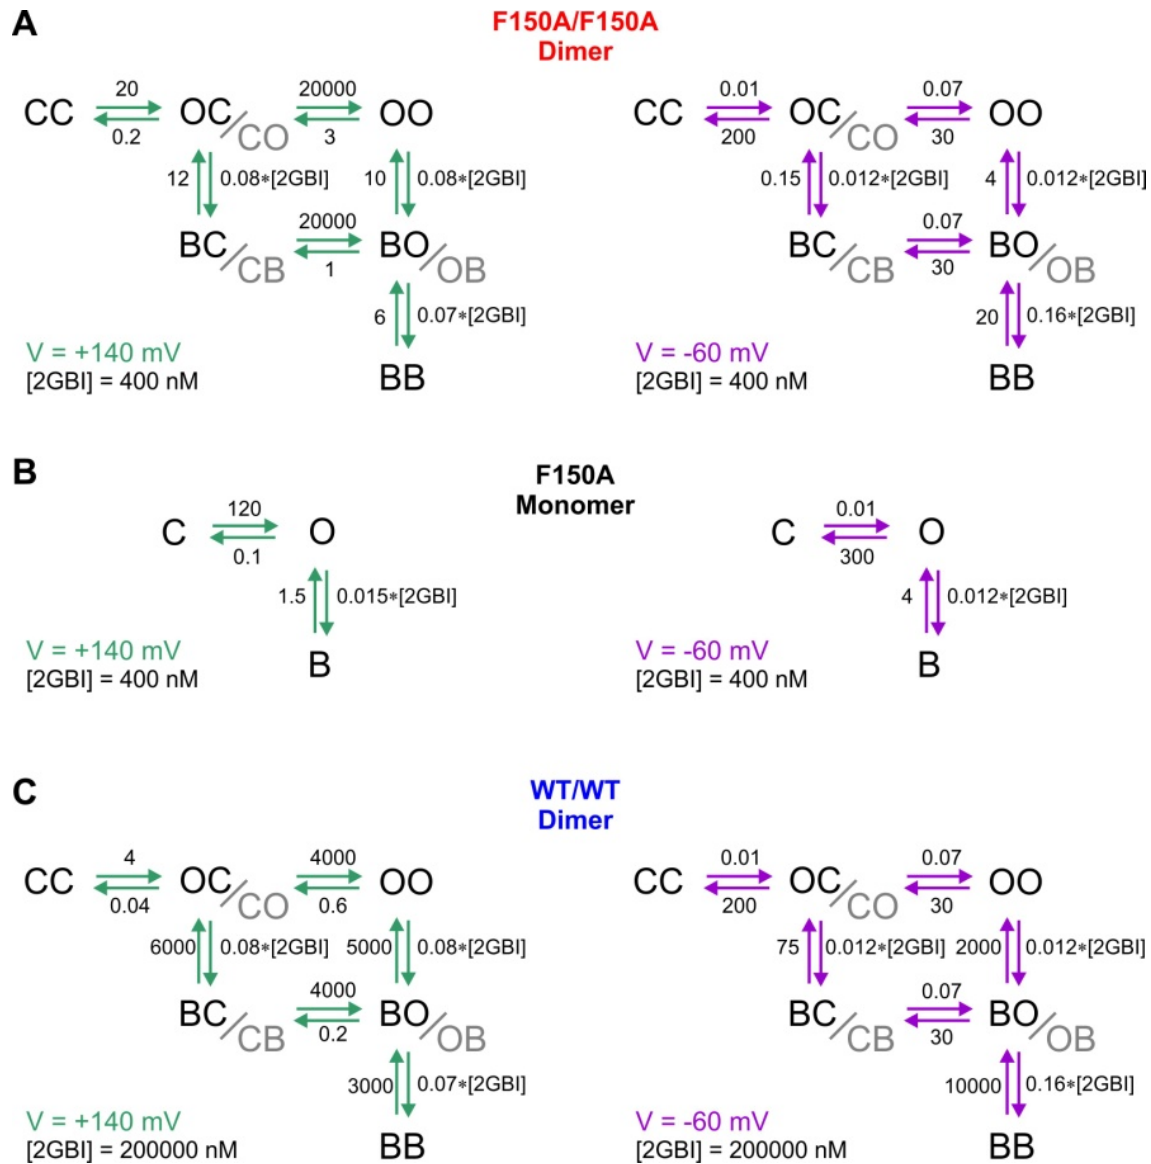 A
F150A/F150A
Dimer
20 20000 0.01 0.07
CC OC/CO OO CC OC/CO OO
0.2 3 200 30
12 0.08*[2GBI] 10 0.08*[2GBI] 0.15 0.012*[2GBI] 4 0.012*[2GBI]
20000 0.07
BC/CB BO/OB BC/CB BO/OB
1 30
6 0.07*[2GBI] 20 0.16*[2GBI]
V = +140 mV V = -60 mV
[2GBI] = 400 nM BB [2GBI] = 400 nM BB
B
F150A
Monomer
120 0.01
C O C O
0.1 300
1.5 0.015*[2GBI] 4 0.012*[2GBI]
V = +140 mV B V = -60 mV B
[2GBI] = 400 nM [2GBI] = 400 nM
C
WT/WT
Dimer
4 4000 0.01 0.07
CC OC/CO OO CC OC/CO OO
0.04 0.6 200 30
6000 0.08*[2GBI] 5000 0.08*[2GBI] 75 0.012*[2GBI] 2000 0.012*[2GBI]
4000 0.07
BC/CB BO/OB BC/CB BO/OB
0.2 30
3000 0.07*[2GBI] 10000 0.16*[2GBI]
V = +140 mV V = -60 mV
[2GBI] = 200000 nM BB [2GBI] = 200000 nM BB